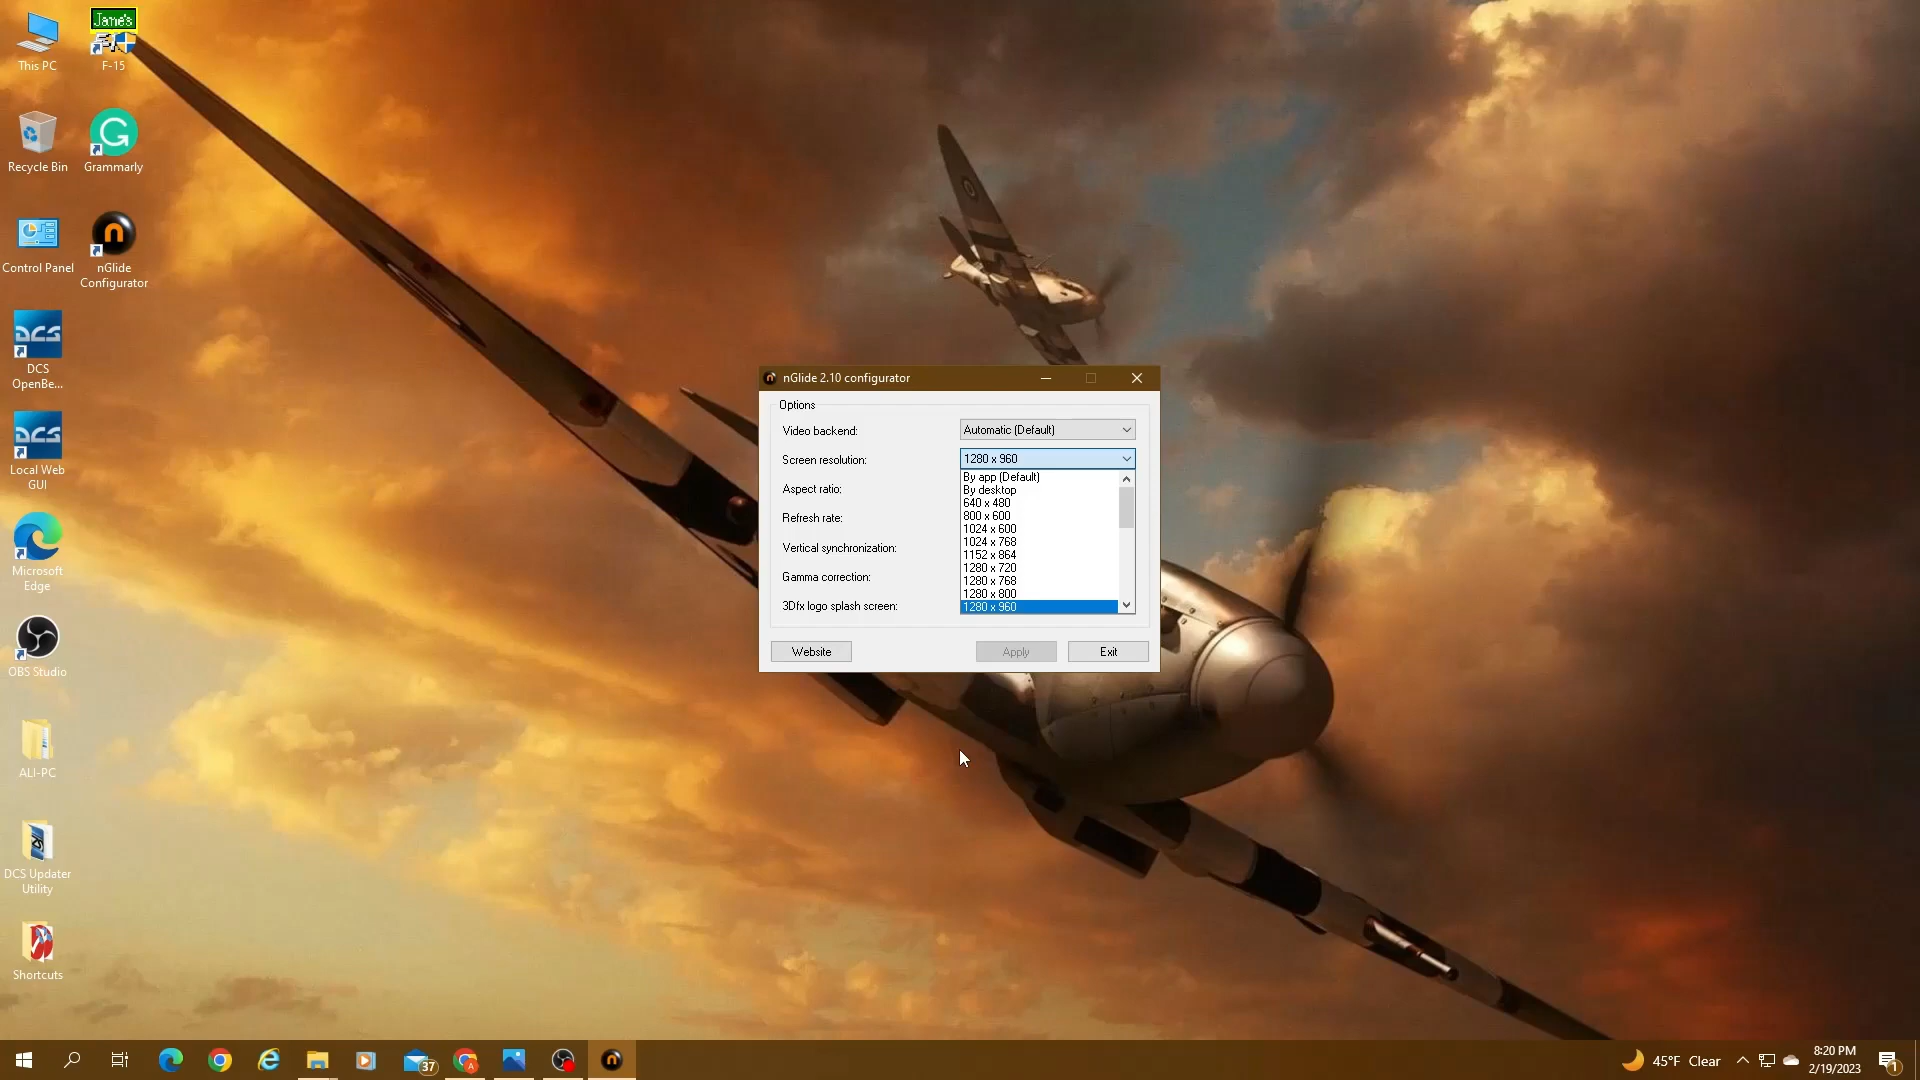 This PC
Jane's
F-15
Recycle Bin
Grammarly
Control Panel
nGlide
Configurator
DCS
DCS
OpenBe...
DCS
Local Web
GUI
Microsoft
Edge
OBS Studio
ALI-PC
DCS Updater
Utility
Shortcuts
nGlide 2.10 configurator
Options
Video backend:
Automatic (Default)
Screen resolution:
1280 x 960
By app (Default)
By desktop
640 x 480
800 x 600
1024 x 600
1024 x 768
1152 x 864
1280 x 720
1280 x 768
1280 x 800
1280 x 960
Aspect ratio:
Refresh rate:
Vertical synchronization:
Gamma correction:
3Dfx logo splash screen:
Website
Apply
Exit
37
A
45°F Clear
8:20 PM
2/19/2023
1